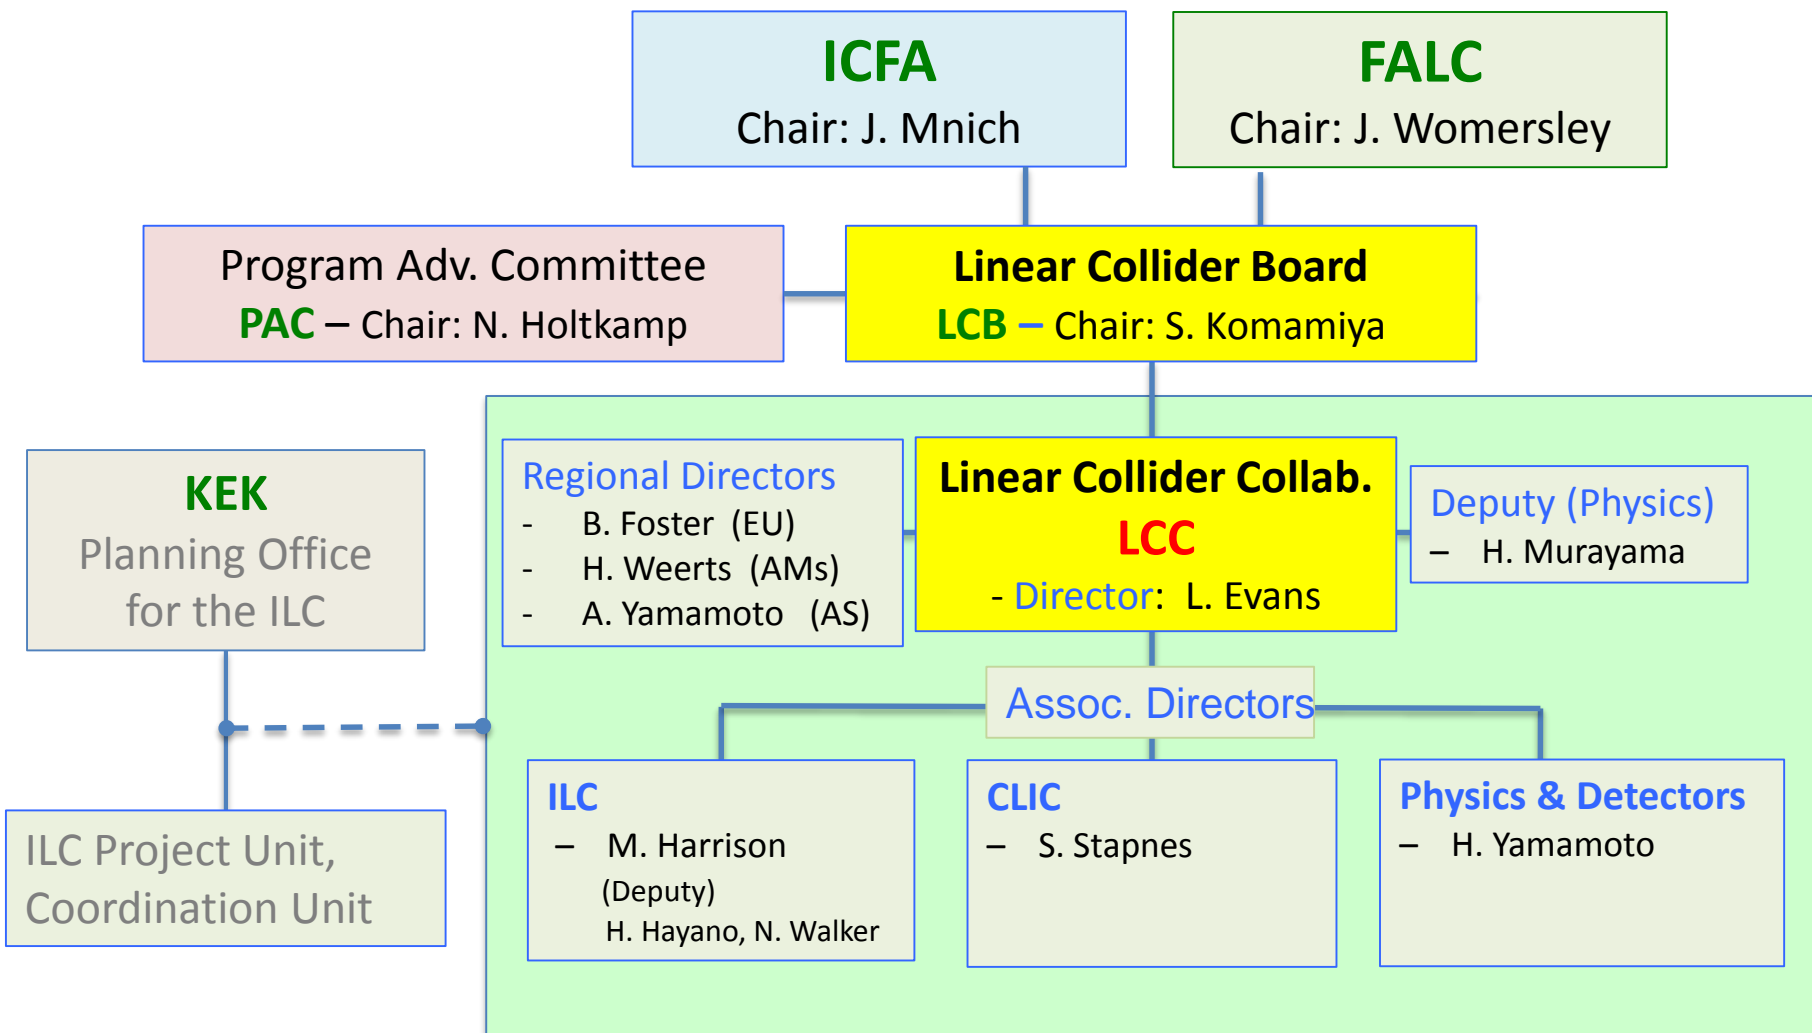 ICFA
Chair: J. Mnich
FALC
Chair: J. Womersley
Program Adv. Committee
PAC – Chair: N. Holtkamp
Linear Collider Board
LCB – Chair: S. Komamiya
KEK
Planning Office
for the ILC
Regional Directors
- B. Foster (EU)
- H. Weerts (AMs)
- A. Yamamoto (AS)
Linear Collider Collab.
LCC
- Director: L. Evans
Deputy (Physics)
– H. Murayama
Assoc. Directors
ILC Project Unit,
Coordination Unit
ILC
– M. Harrison
(Deputy)
H. Hayano, N. Walker
CLIC
– S. Stapnes
Physics & Detectors
– H. Yamamoto